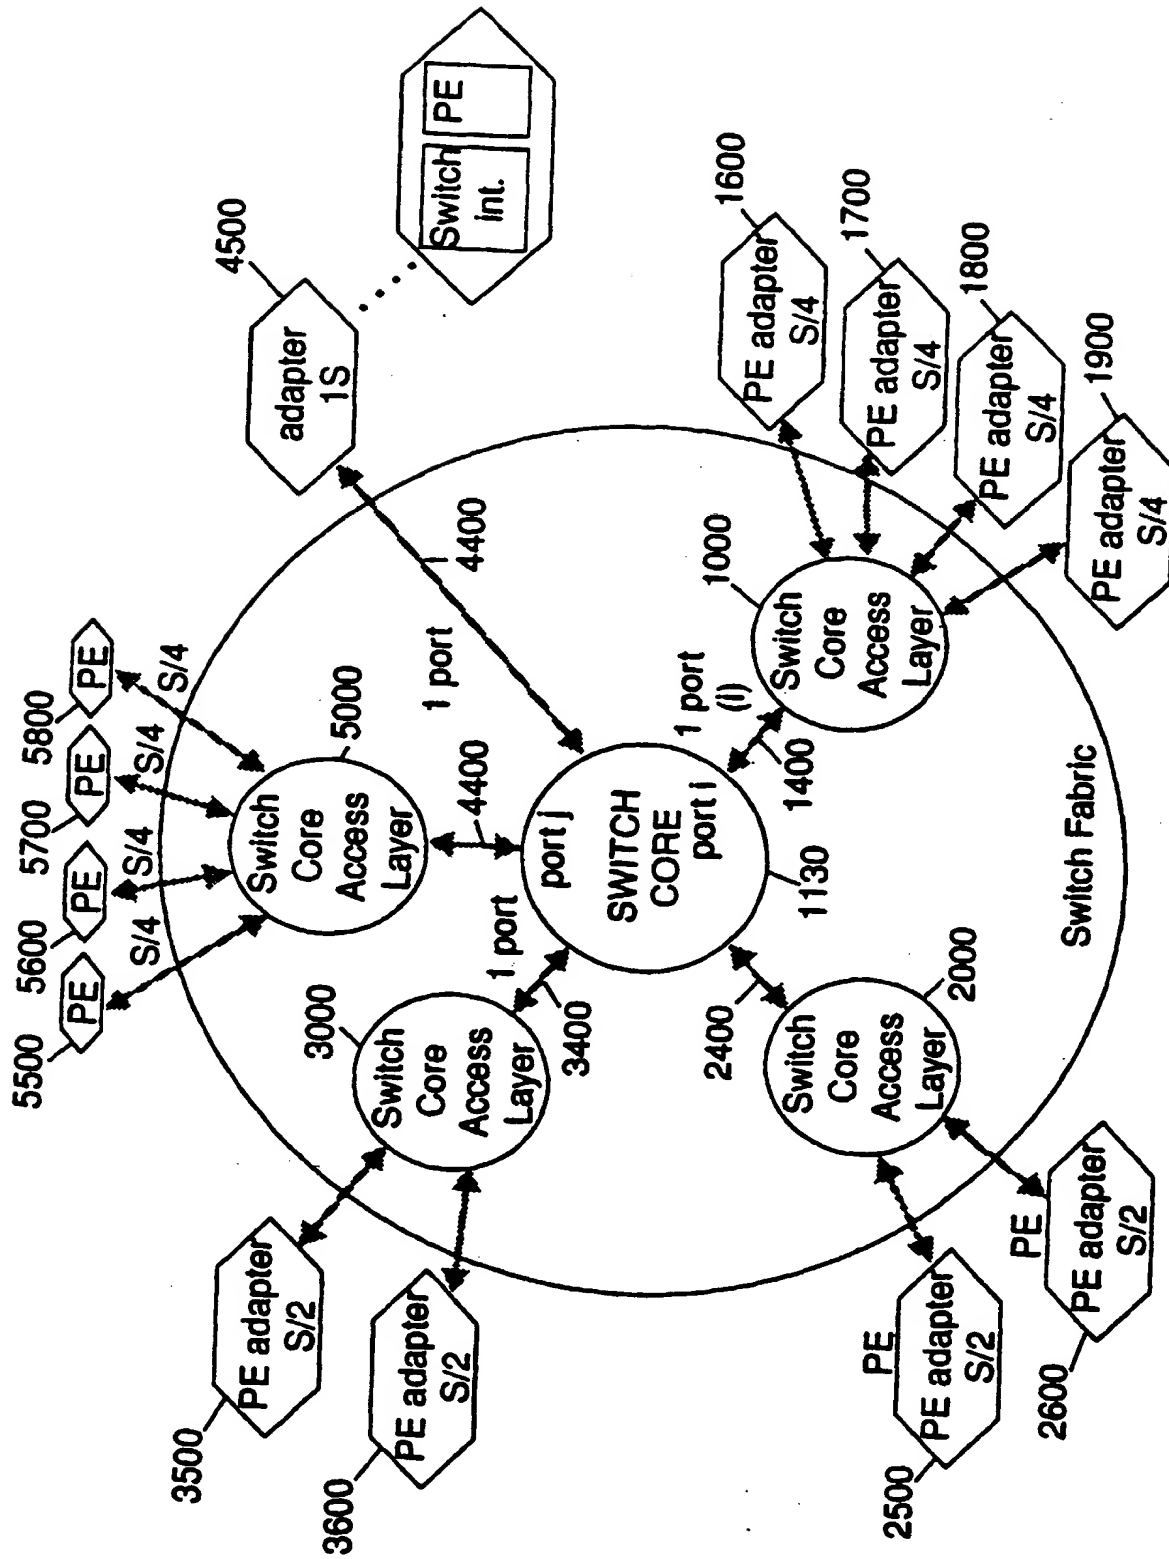 5500
5600
5700
5800
PE
PE
PE
PE
S/4
S/4
S/4
S/4
3500
PE adapter
S/2
3600
PE adapter
S/2
3000
Switch
Core
Access
Layer
1 port
3400
Switch
Core
Access
Layer
5000
4400
1 port
4400
4500
adapter
1S
Switch
int.
PE
port j
SWITCH
CORE
port i
1130
2400
2000
Switch
Core
Access
Layer
PE
PE adapter
S/2
2500
PE
PE adapter
S/2
2600
1 port
(i)
1400
1000
Switch
Core
Access
Layer
1600
PE adapter
S/4
1700
PE adapter
S/4
1800
PE adapter
S/4
1900
PE adapter
S/4
Switch Fabric